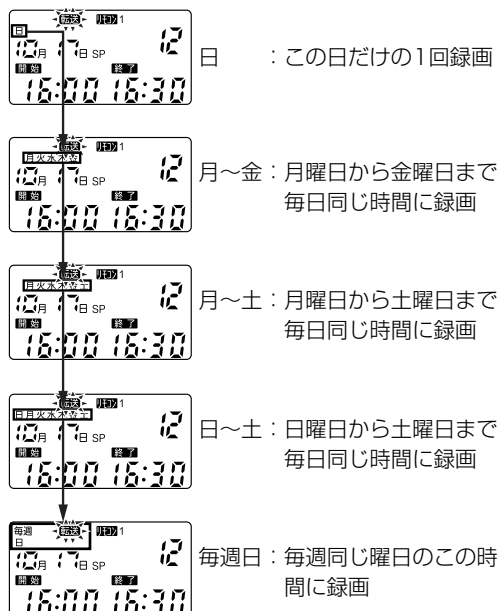 転送 リモコン1
日
10月 17日 SP 12
開始 終了
16:00 16:30
日 :この日だけの1回録画
転送 リモコン1
月火水木金
10月 17日 SP 12
開始 終了
16:00 16:30
月～金:月曜日から金曜日まで
毎日同じ時間に録画
転送 リモコン1
月火水木金土
10月 17日 SP 12
開始 終了
16:00 16:30
月～土:月曜日から土曜日まで
毎日同じ時間に録画
転送 リモコン1
日月火水木金土
10月 17日 SP 12
開始 終了
16:00 16:30
日～土:日曜日から土曜日まで
毎日同じ時間に録画
毎週 転送 リモコン1
日
10月 17日 SP 12
開始 終了
16:00 16:30
毎週日:毎週同じ曜日のこの時
間に録画